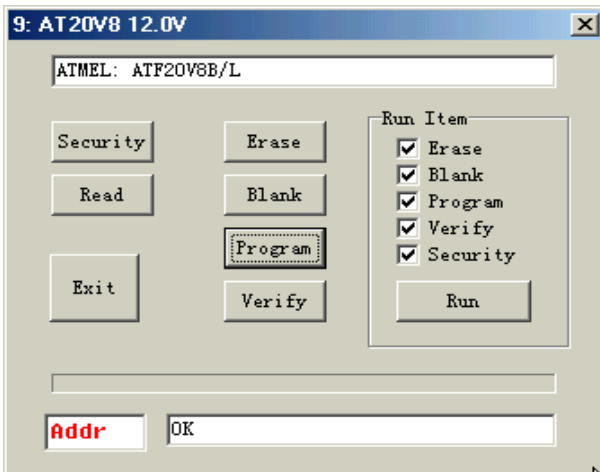 9: AT20V8 12.0V
ATMEL: ATF20V8B/L
Security
Erase
Read
Blank
Program
Exit
Verify
Run Item
Erase
Blank
Program
Verify
Security
Run
Addr
OK